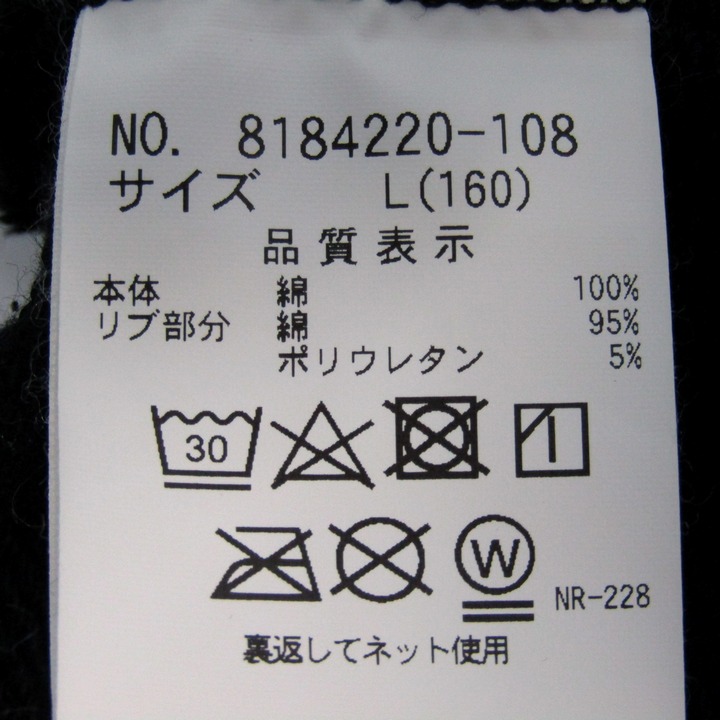 NO. 8184220-108
サイズ L(160)
品質表示
本体 綿 100%
リブ部分 綿 95%
ポリウレタン 5%
30
W NR-228
裏返してネット使用